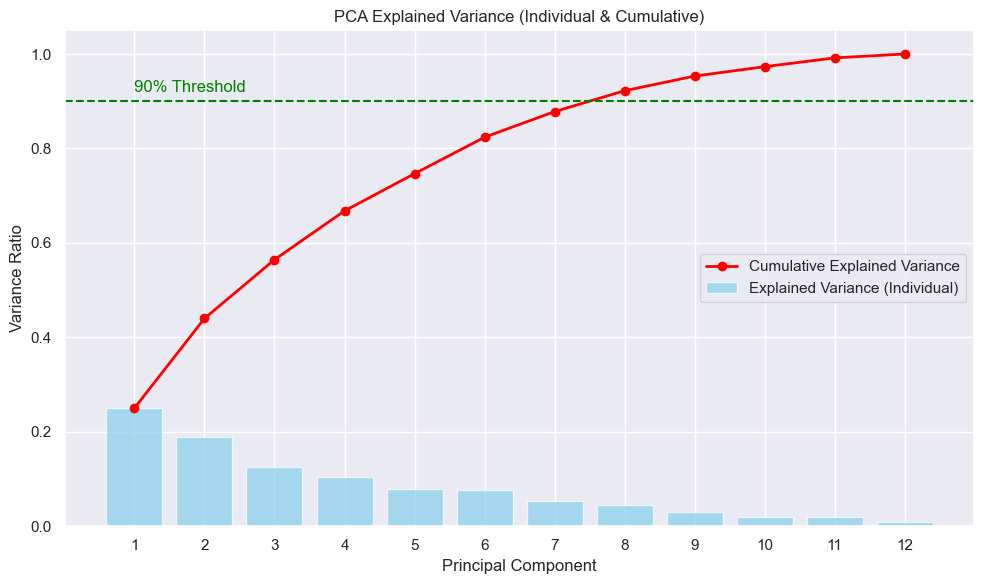 PCA Explained Variance (Individual & Cumulative)
1.0
90% Threshold
0.8
0.6
Variance Ratio
Cumulative Explained Variance
Explained Variance (Individual)
0.4
0.2
0.0
1 2 3 4 5 6 7 8 9 10 11 12
Principal Component